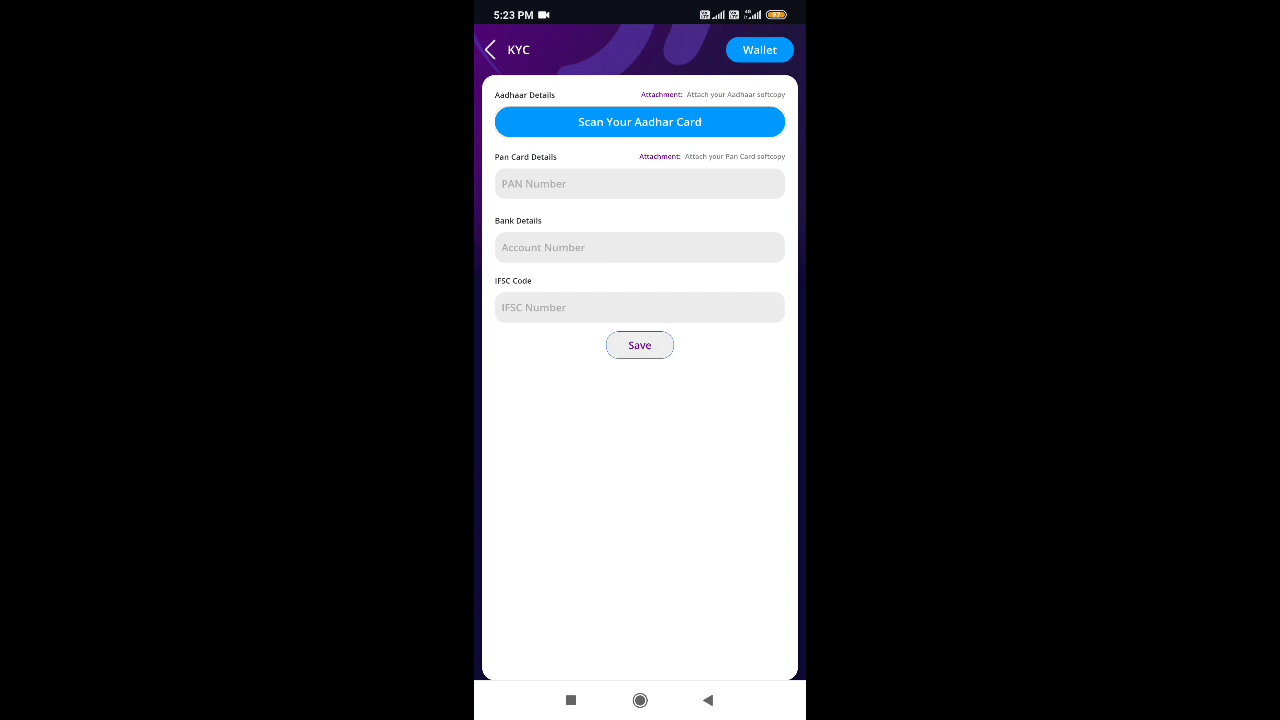 5:23 PM
97
KYC
Wallet
Aadhaar Details
Attachment: Attach your Aadhaar softcopy
Scan Your Aadhar Card
Pan Card Details
Attachment: Attach your Pan Card softcopy
PAN Number
Bank Details
Account Number
IFSC Code
IFSC Number
Save